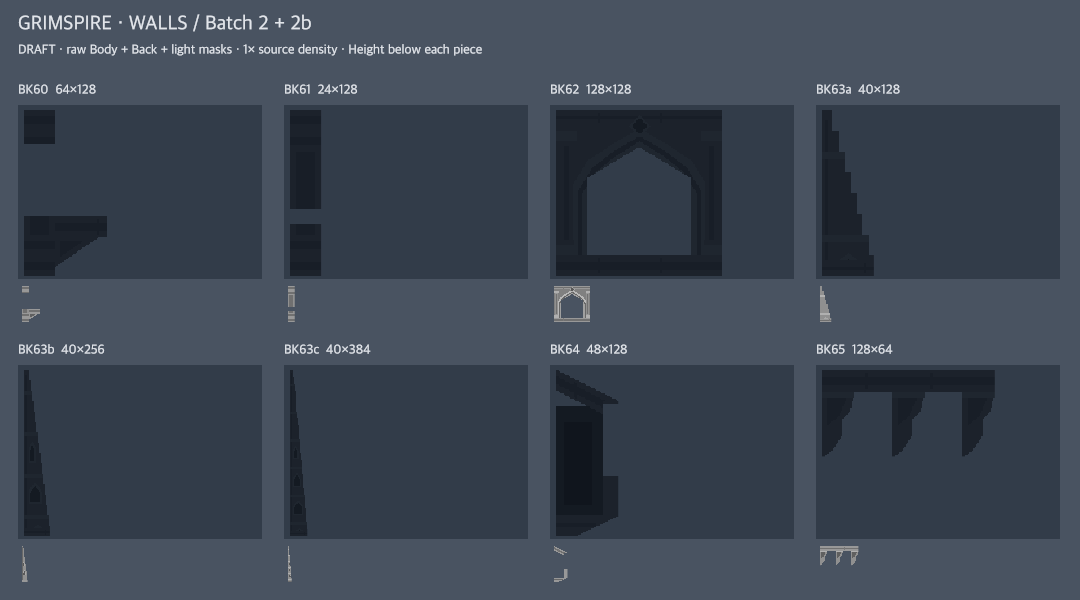 GRIMSPIRE · WALLS / Batch 2 + 2b
DRAFT · raw Body + Back + light masks · 1× source density · Height below each piece
BK60 64×128
BK61 24×128
BK62 128×128
BK63a 40×128
BK63b 40×256
BK63c 40×384
BK64 48×128
BK65 128×64